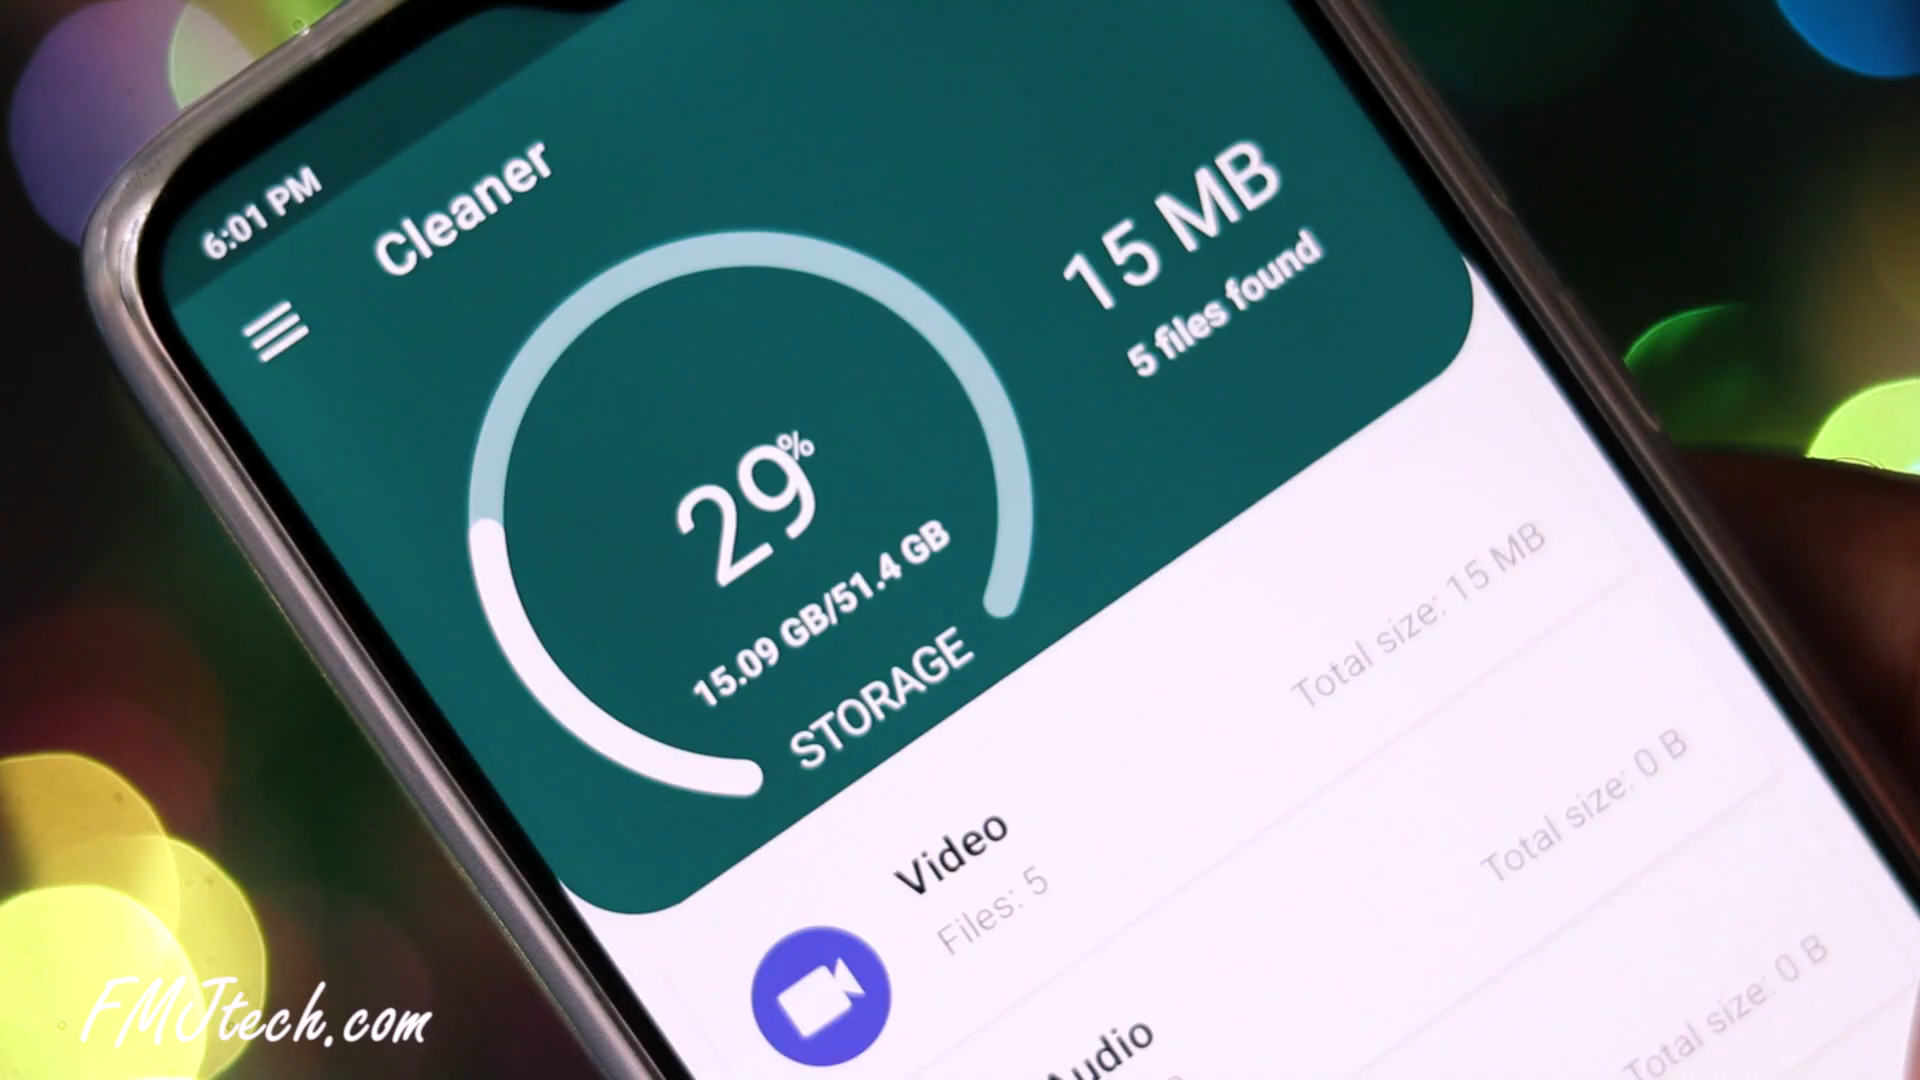 6:01 PM
Cleaner
15 MB
5 files found
29%
15.09 GB/51.4 GB
STORAGE
Video
Files: 5
Total size: 15 MB
Audio
Total size: 0 B
Total size: 0 B
FMJtech.com